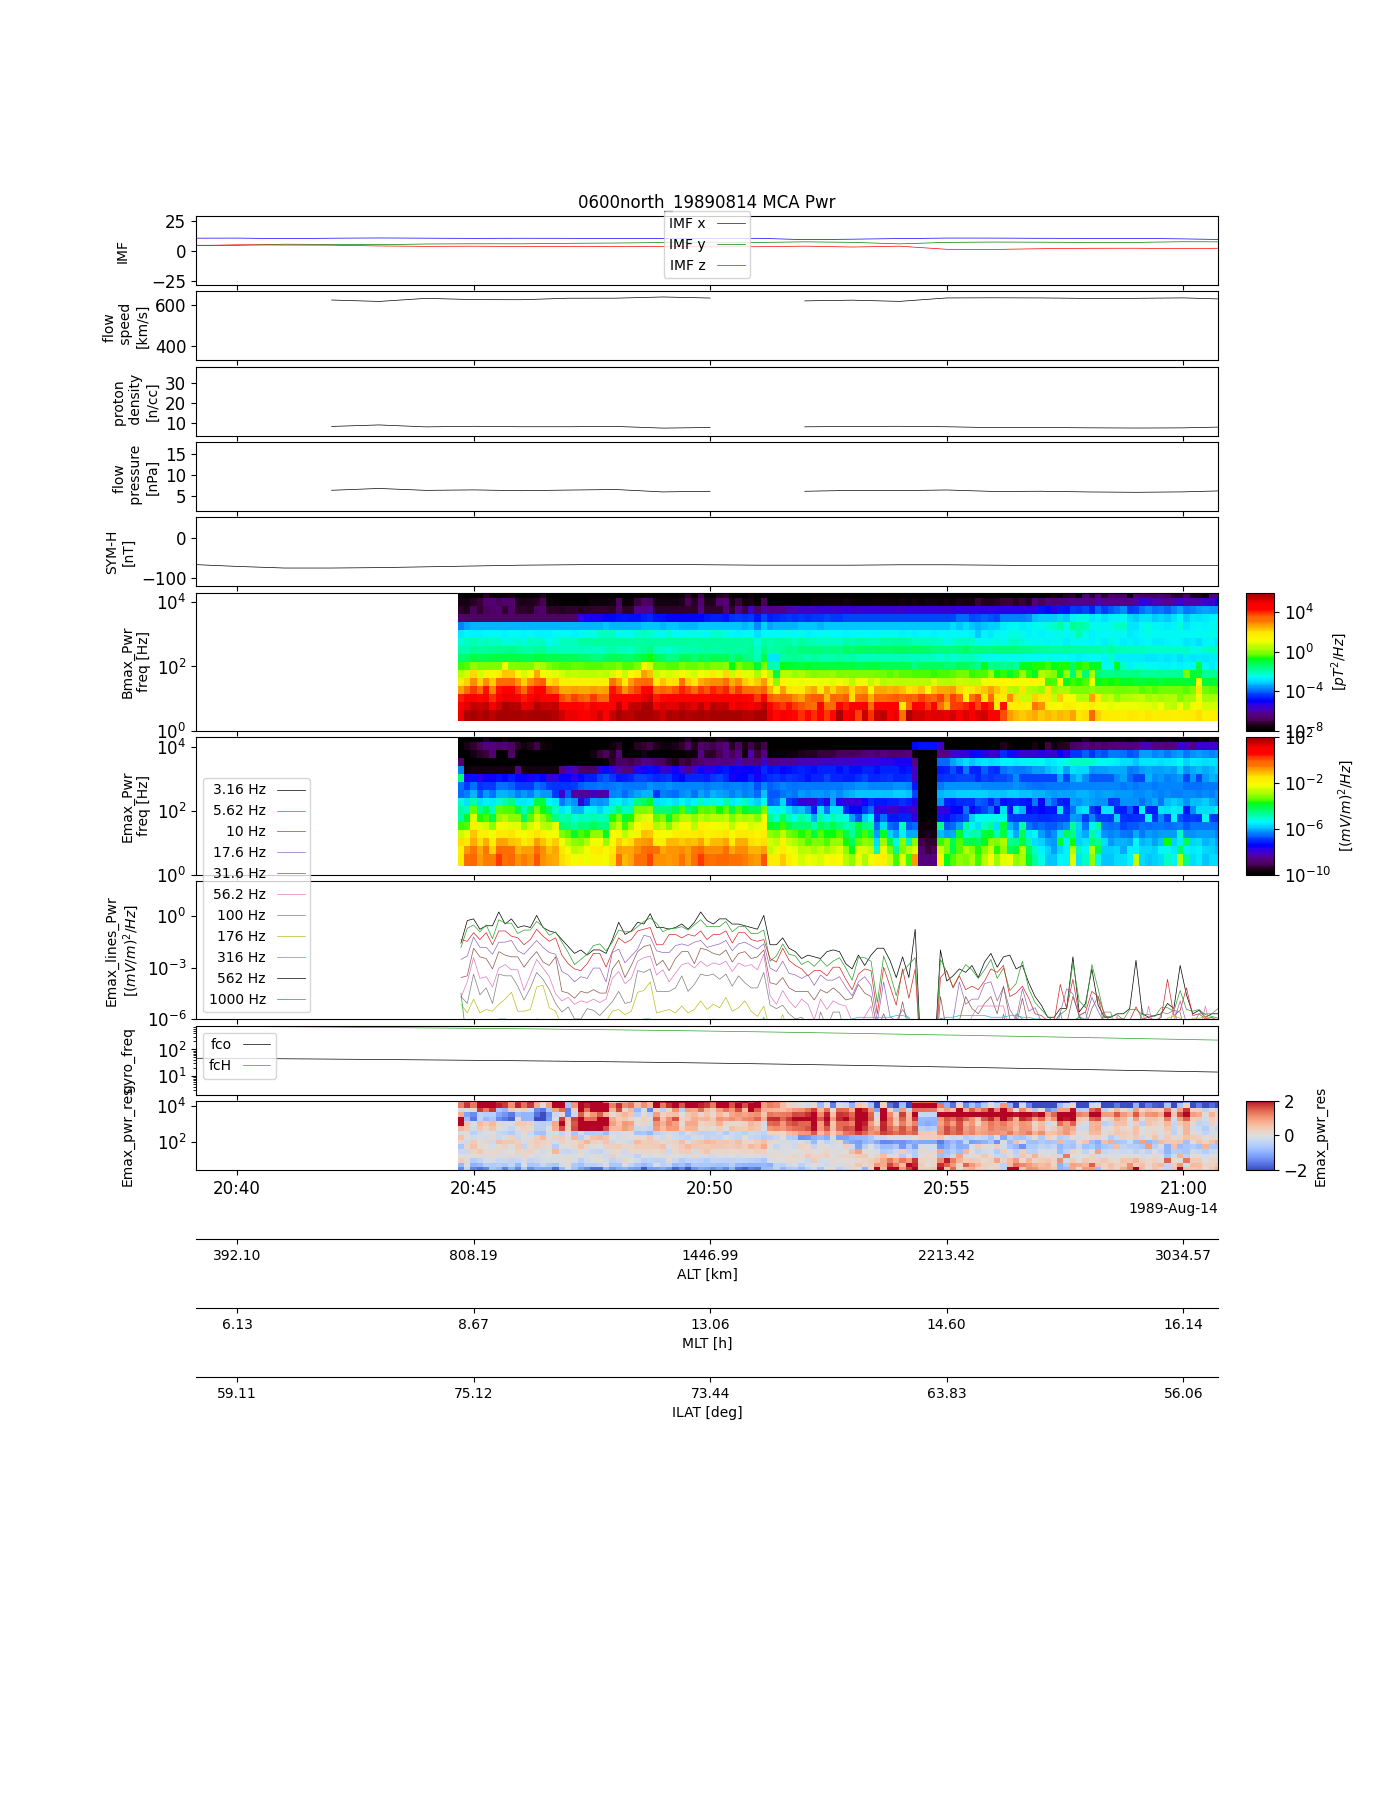 0600north_19890814 MCA Pwr
25
0
−25
IMF
IMF x
IMF y
IMF z
600
400
flow
speed
[km/s]
30
20
10
proton
density
[n/cc]
15
10
5
flow
pressure
[nPa]
0
−100
SYM-H
[nT]
10^4
10^2
10^0
Bmax_Pwr
freq [Hz]
10^4
10^0
10^−4
10^−8
[pT^2/Hz]
10^4
10^2
10^0
Emax_Pwr
freq [Hz]
10^2
10^−2
10^−6
10^−10
[(mV/m)^2/Hz]
3.16 Hz
5.62 Hz
10 Hz
17.6 Hz
31.6 Hz
56.2 Hz
100 Hz
176 Hz
316 Hz
562 Hz
1000 Hz
10^0
10^−3
10^−6
Emax_lines_Pwr
[(mV/m)^2/Hz]
10^2
10^1
gyro_freq
fco
fcH
10^4
10^2
Emax_pwr_res
2
0
−2
Emax_pwr_res
20:40 20:45 20:50 20:55 21:00
1989-Aug-14
392.10 808.19 1446.99 2213.42 3034.57
ALT [km]
6.13 8.67 13.06 14.60 16.14
MLT [h]
59.11 75.12 73.44 63.83 56.06
ILAT [deg]